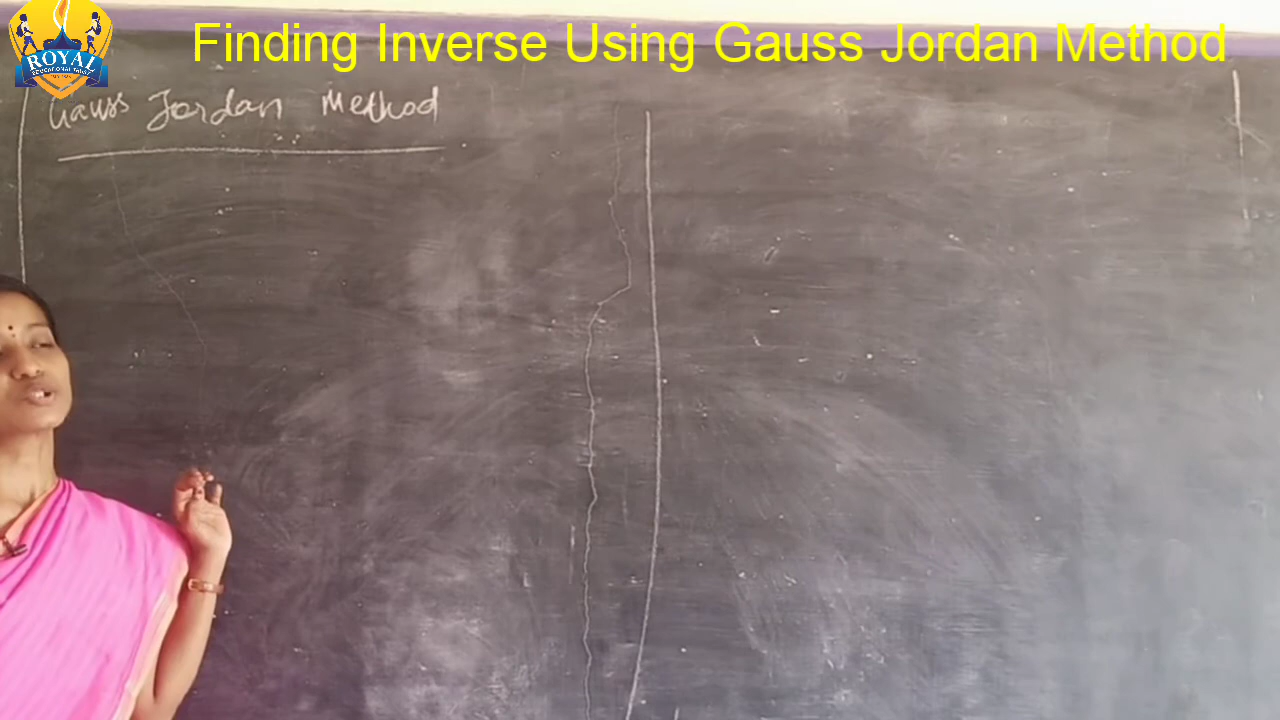 Finding Inverse Using Gauss Jordan Method
ROYAL
Gauss Jordan Method